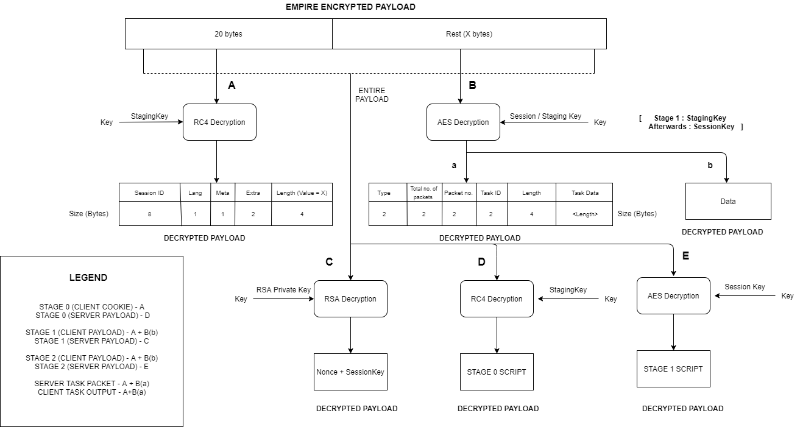 EMPIRE ENCRYPTED PAYLOAD
20 bytes
Rest (X bytes)
A
B
ENTIRE
PAYLOAD
Key
StagingKey
RC4 Decryption
AES Decryption
Session / Staging Key
Key
[ Stage 1 : StagingKey
Afterwards : SessionKey ]
a
b
Session ID
Lang
Meta
Extra
Length (Value = X)
Size (Bytes)
1
1
2
4
DECRYPTED PAYLOAD
Type
Total no. of
packets
Packet no.
Task ID
Length
Task Data
2
2
2
2
4
<Length>
Size (Bytes)
DECRYPTED PAYLOAD
Data
DECRYPTED PAYLOAD
C
D
E
Key
RSA Private Key
RSA Decryption
RC4 Decryption
StagingKey
Key
AES Decryption
Session Key
Key
Nonce + SessionKey
STAGE 0 SCRIPT
STAGE 1 SCRIPT
DECRYPTED PAYLOAD
DECRYPTED PAYLOAD
DECRYPTED PAYLOAD
LEGEND
STAGE 0 (CLIENT COOKIE) - A
STAGE 0 (SERVER PAYLOAD) - D
STAGE 1 (CLIENT PAYLOAD) - A + B(b)
STAGE 1 (SERVER PAYLOAD) - C
STAGE 2 (CLIENT PAYLOAD) - A + B(b)
STAGE 2 (SERVER PAYLOAD) - E
SERVER TASK PACKET - A + B(a)
CLIENT TASK OUTPUT - A+B(a)